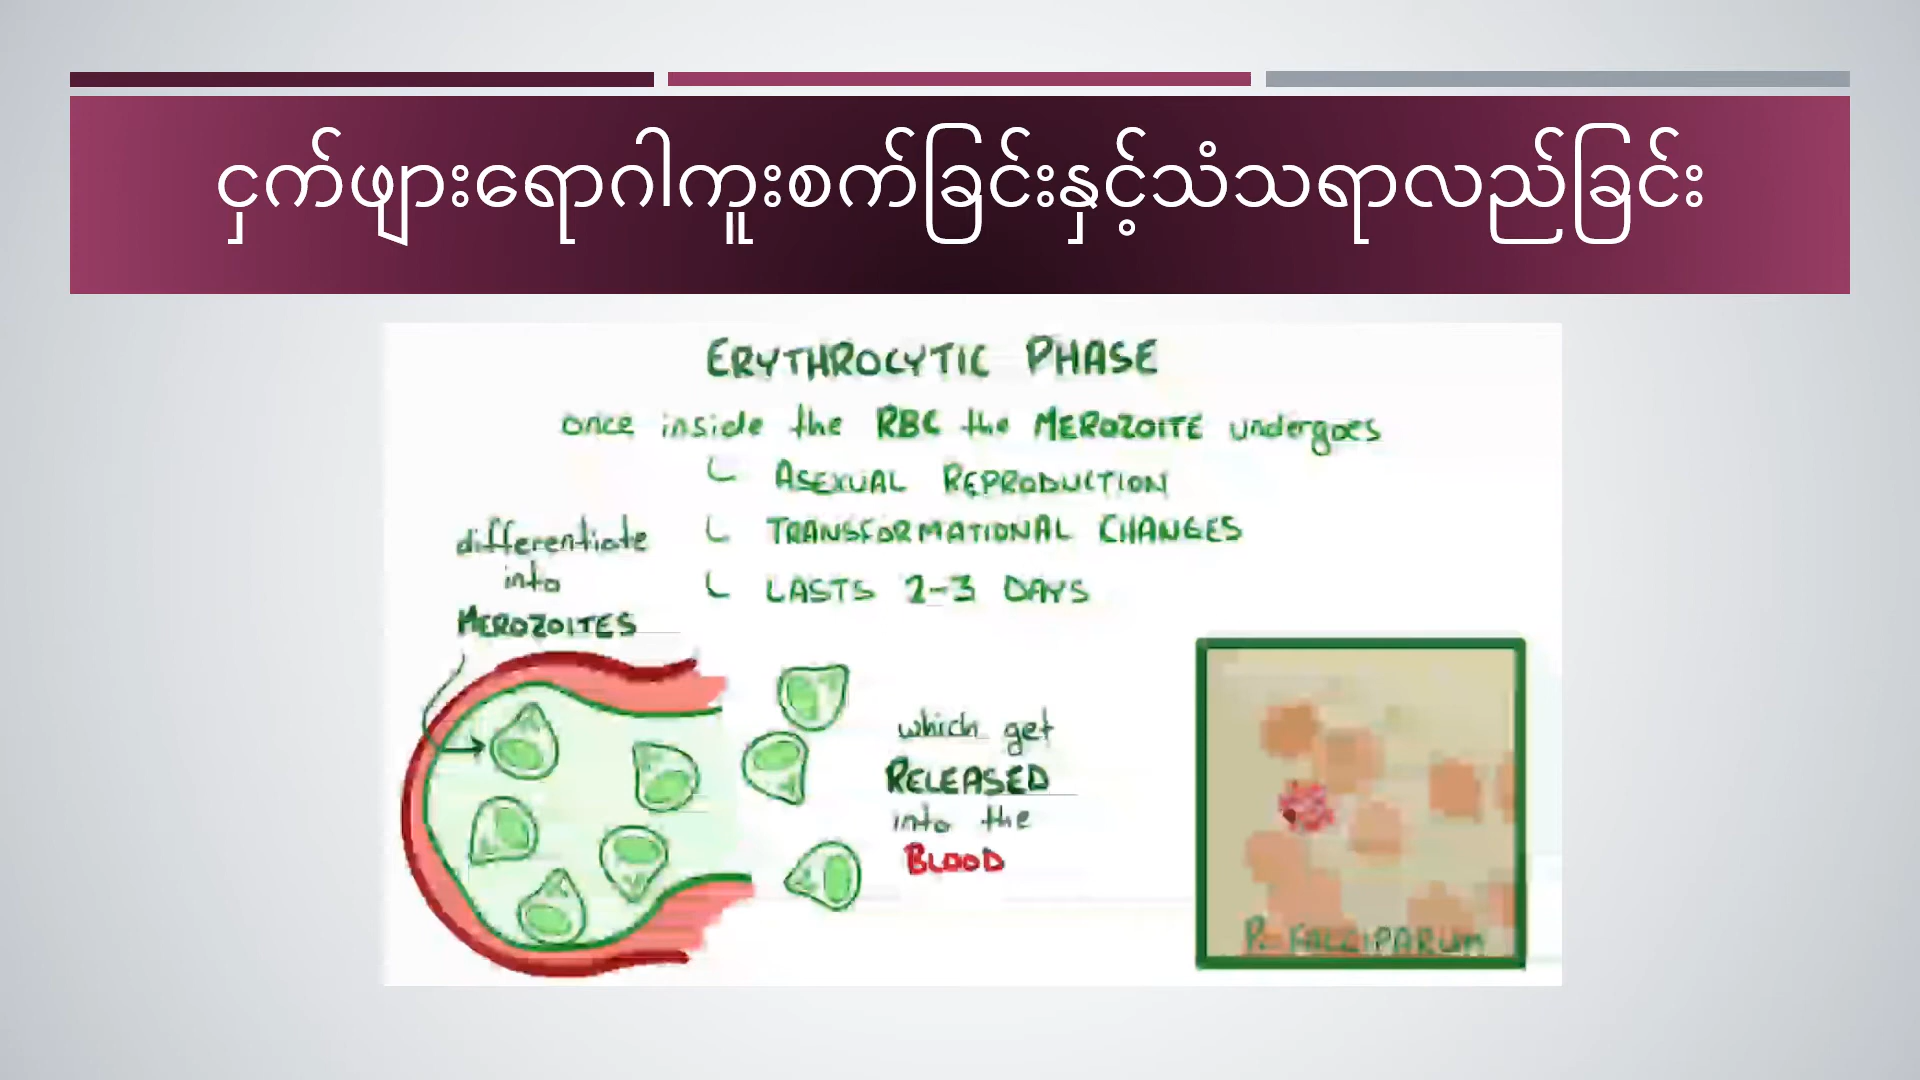 ငှက်ဖျားရောဂါကူးစက်ခြင်းနှင့်သံသရာလည်ခြင်း
ERYTHROCYTIC PHASE
once inside the RBC the MEROZOITE undergoes
ASEXUAL REPRODUCTION
TRANSFORMATIONAL CHANGES
LASTS 2-3 DAYS
differentiate
into
MEROZOITES
which get
RELEASED
into the
BLOOD
P. FALCIPARUM